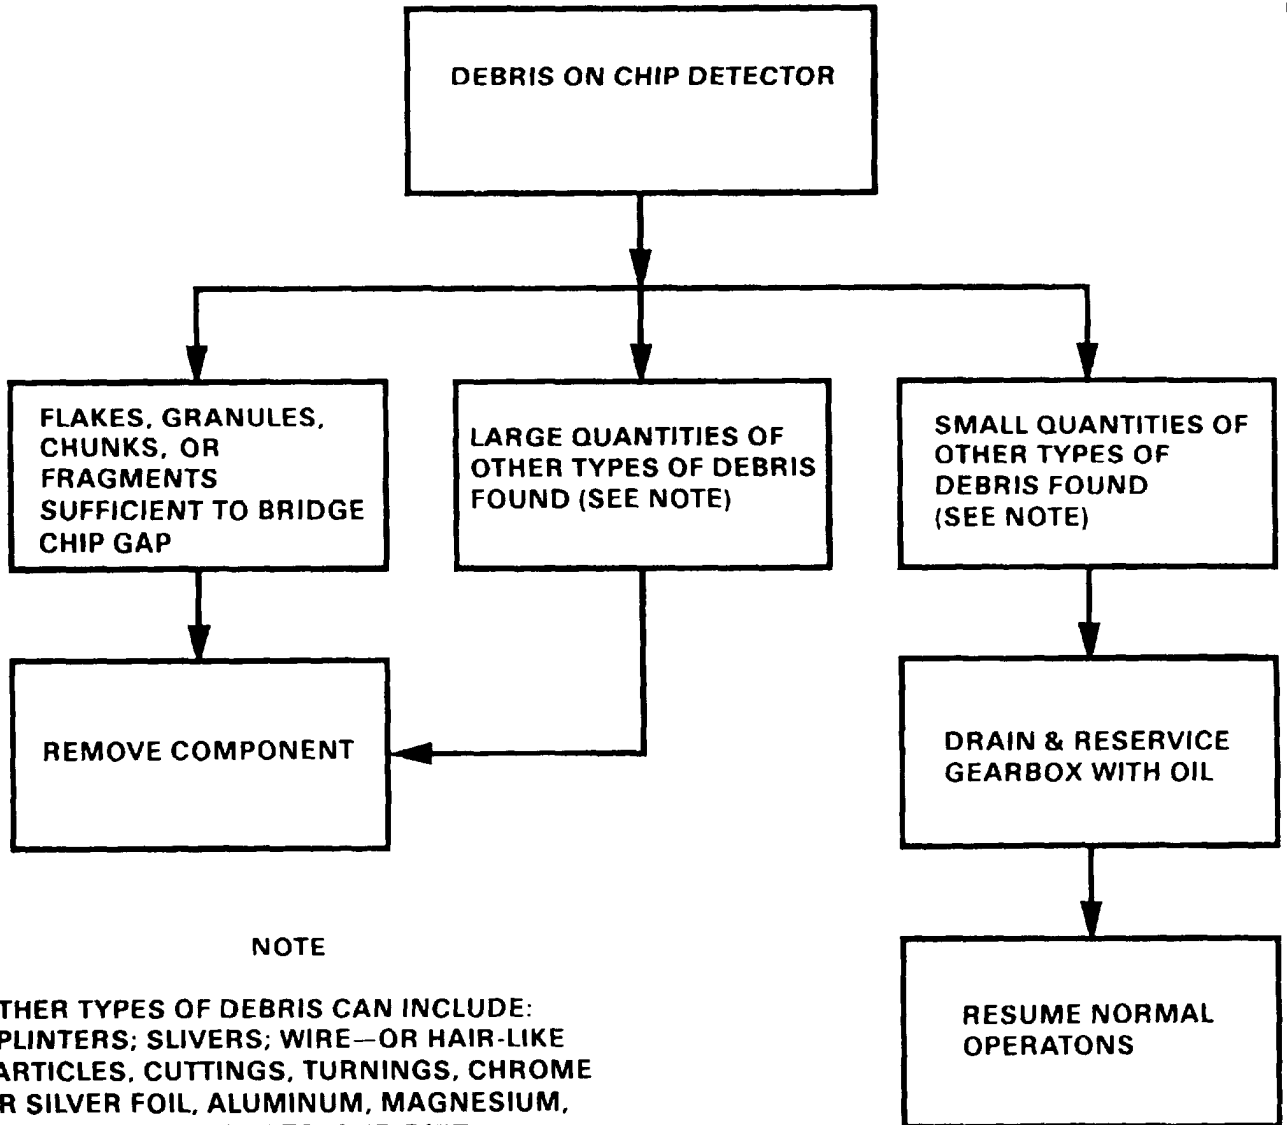 DEBRIS ON CHIP DETECTOR
FLAKES, GRANULES,
CHUNKS, OR
FRAGMENTS
SUFFICIENT TO BRIDGE
CHIP GAP
LARGE QUANTITIES OF
OTHER TYPES OF DEBRIS
FOUND (SEE NOTE)
SMALL QUANTITIES OF
OTHER TYPES OF
DEBRIS FOUND
(SEE NOTE)
REMOVE COMPONENT
DRAIN & RESERVICE
GEARBOX WITH OIL
RESUME NORMAL
OPERATONS
NOTE
THER TYPES OF DEBRIS CAN INCLUDE:
PLINTERS; SLIVERS; WIRE—OR HAIR-LIKE
ARTICLES, CUTTINGS, TURNINGS, CHROME
R SILVER FOIL, ALUMINUM, MAGNESIUM,